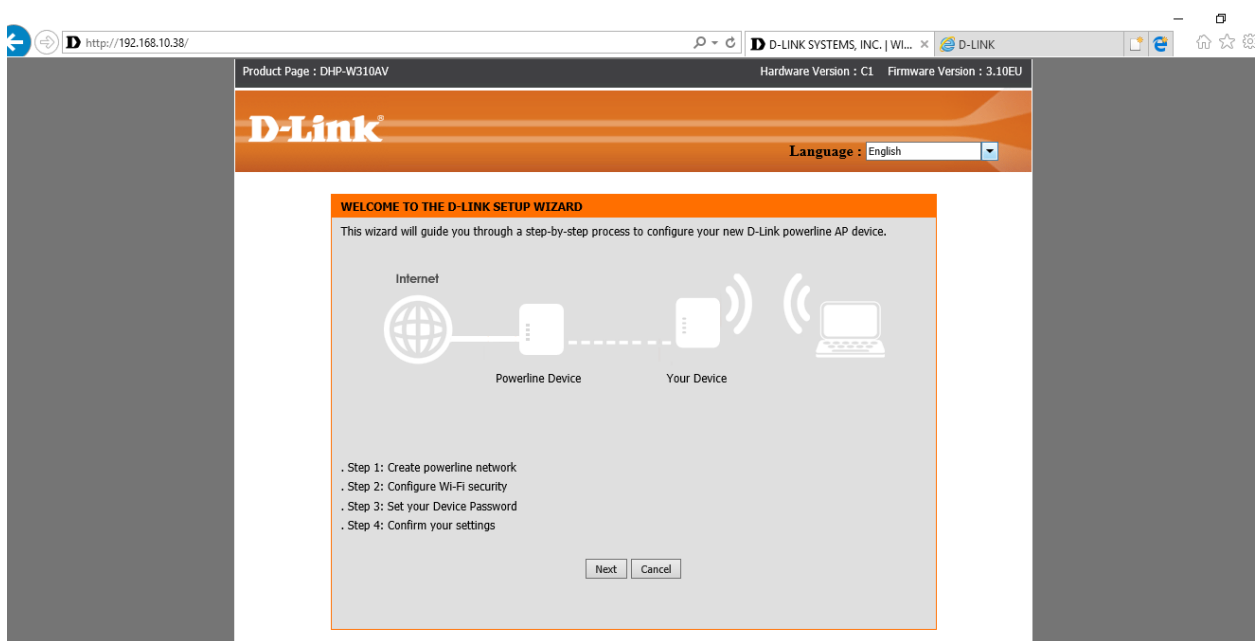 http://192.168.10.38/
D-LINK SYSTEMS, INC. | WI...
D-LINK
Product Page : DHP-W310AV
Hardware Version : C1 Firmware Version : 3.10EU
D-Link®
Language : English
WELCOME TO THE D-LINK SETUP WIZARD
This wizard will guide you through a step-by-step process to configure your new D-Link powerline AP device.
Internet
Powerline Device
Your Device
. Step 1: Create powerline network
. Step 2: Configure Wi-Fi security
. Step 3: Set your Device Password
. Step 4: Confirm your settings
Next
Cancel